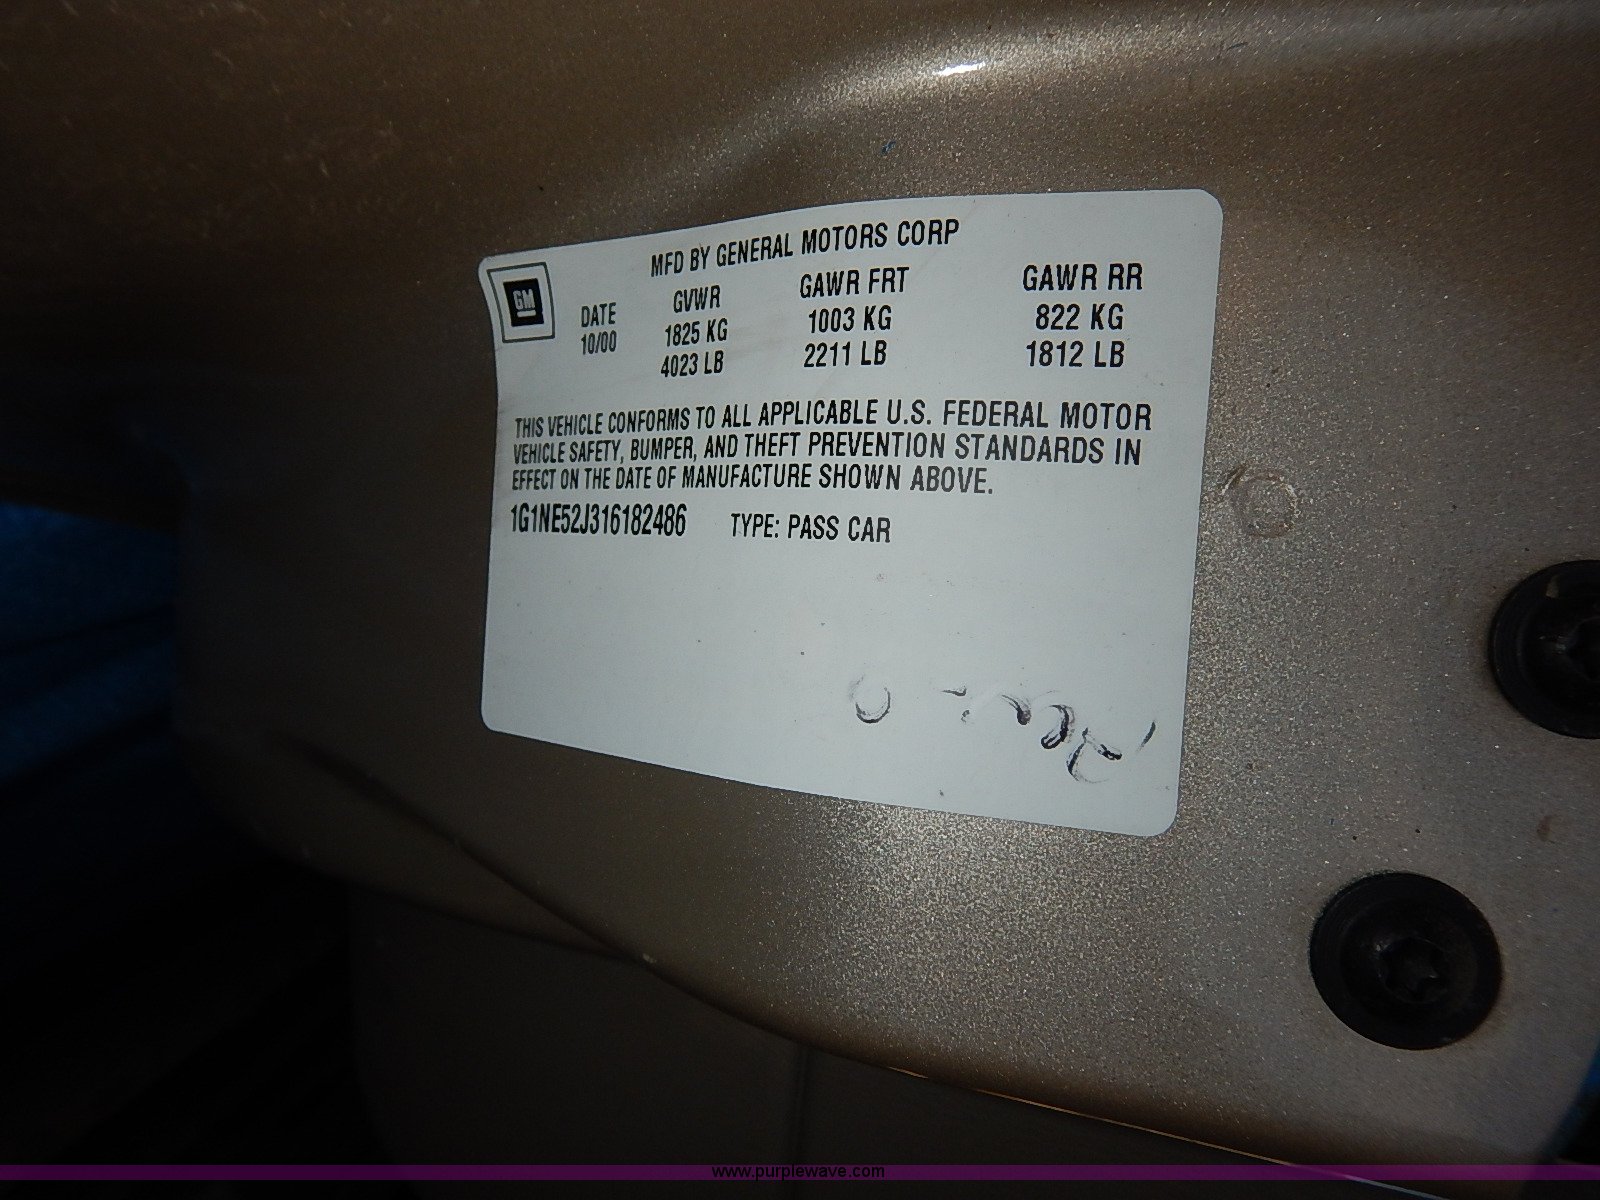 MFD BY GENERAL MOTORS CORP
GM
DATE GVWR GAWR FRT GAWR RR
10/00 1825 KG 1003 KG 822 KG
4023 LB 2211 LB 1812 LB
THIS VEHICLE CONFORMS TO ALL APPLICABLE U.S. FEDERAL MOTOR
VEHICLE SAFETY, BUMPER, AND THEFT PREVENTION STANDARDS IN
EFFECT ON THE DATE OF MANUFACTURE SHOWN ABOVE.
1G1NE52J316182486 TYPE: PASS CAR
www.purplewave.com